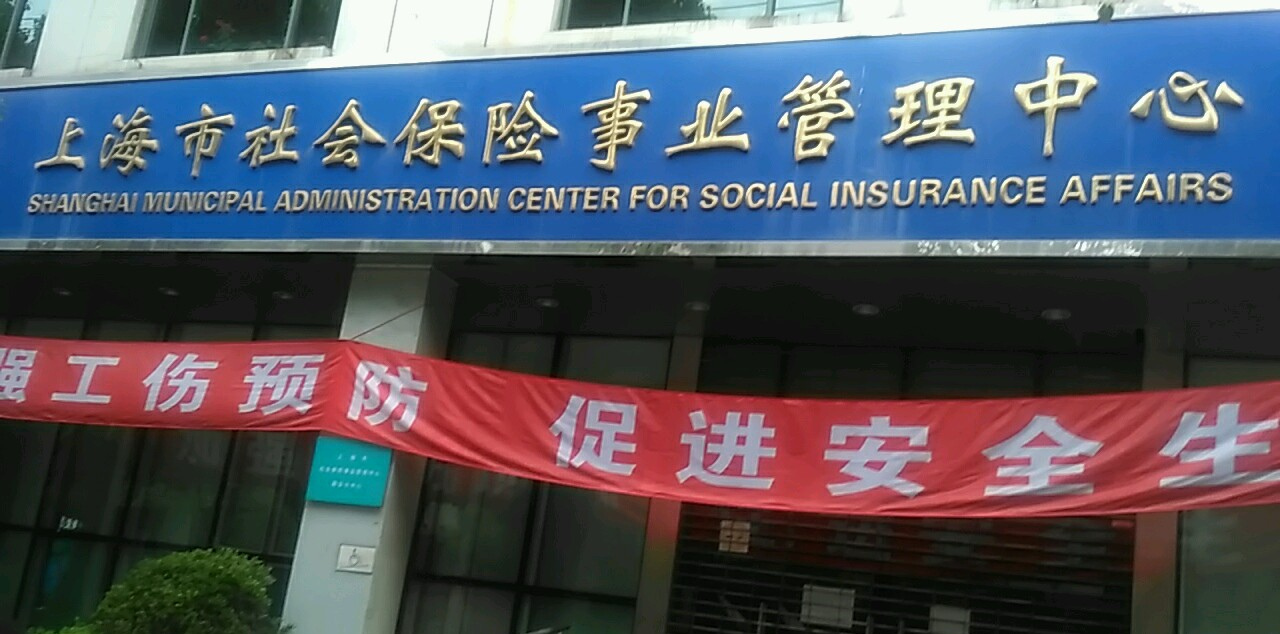 上海市社会保险事业管理中心
SHANGHAI MUNICIPAL ADMINISTRATION CENTER FOR SOCIAL INSURANCE AFFAIRS
强工伤预防 促进安全生